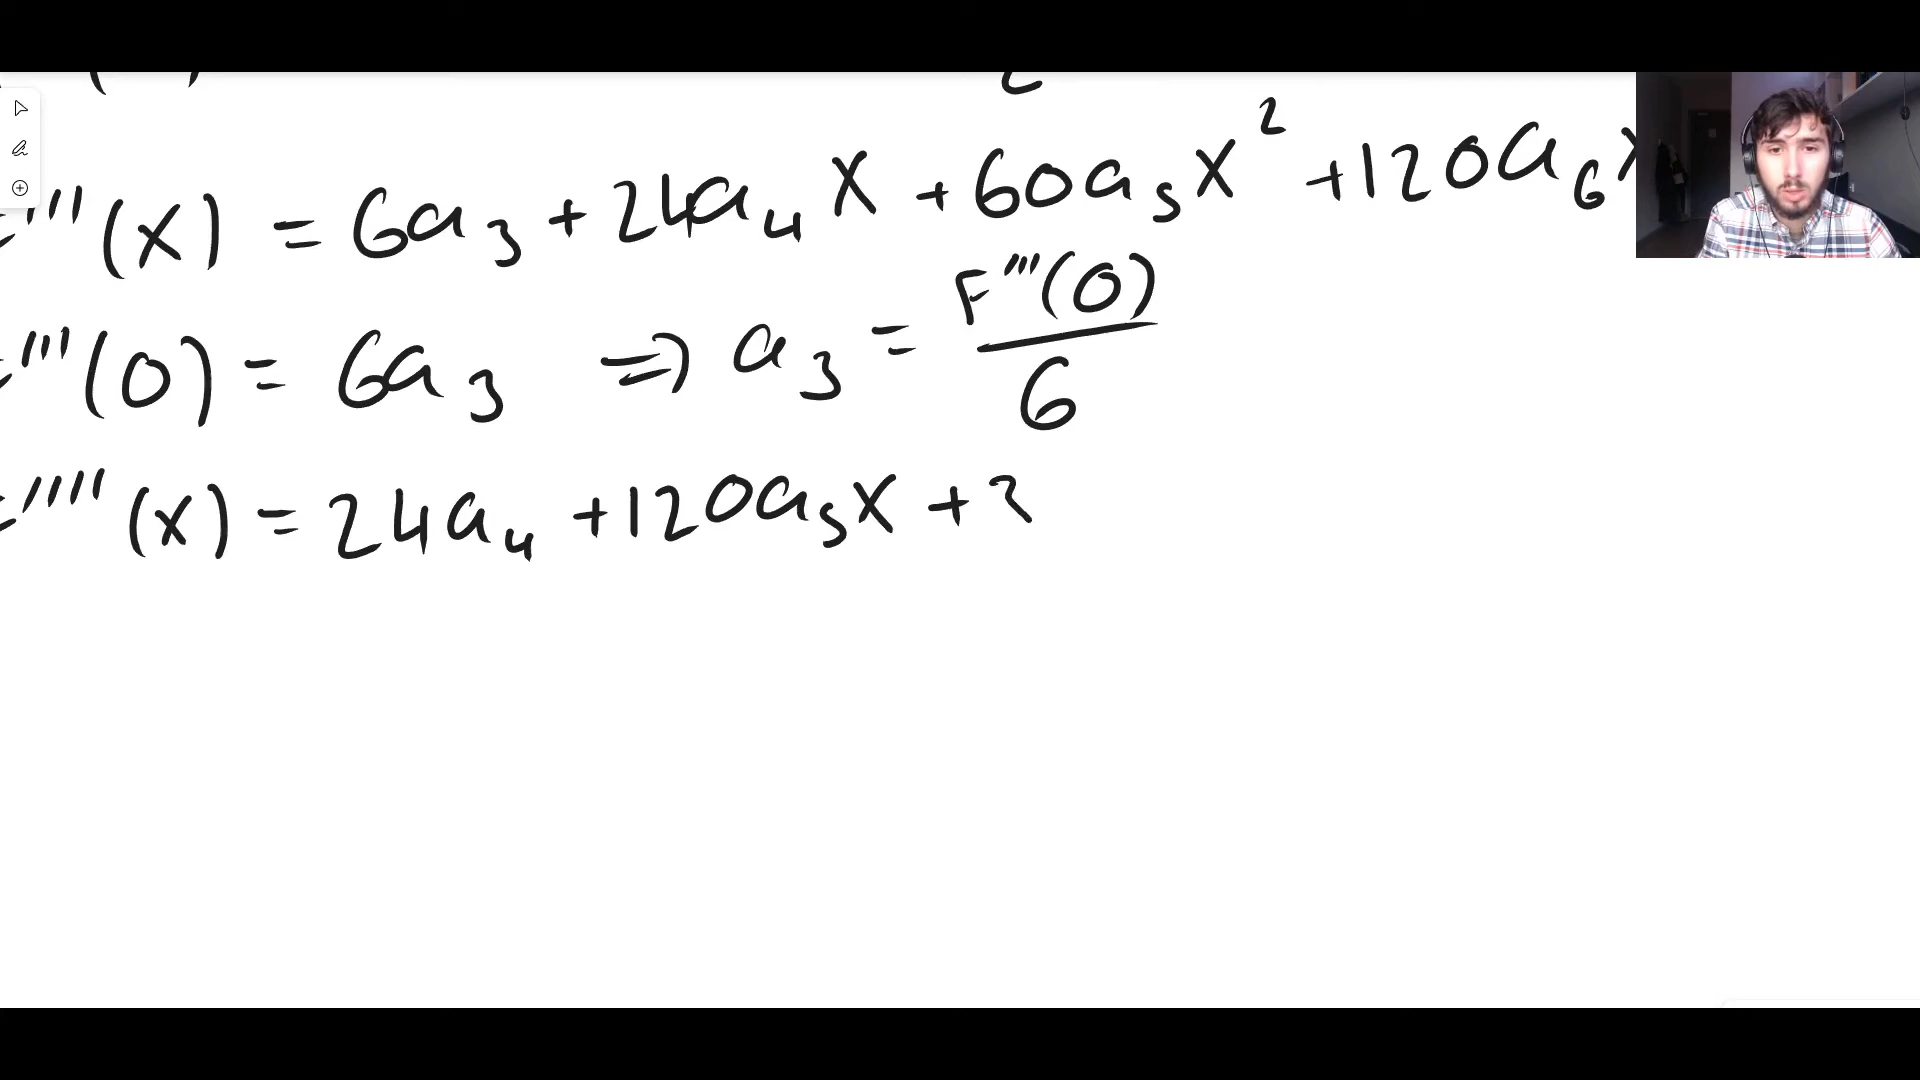 '''(x) = 6a₃ + 24a₄x + 60a₅x² + 120a₆
'''(0) = 6a₃ ⇒ a₃ = F'''(0)/6
''''(x) = 24a₄ + 120a₅x +